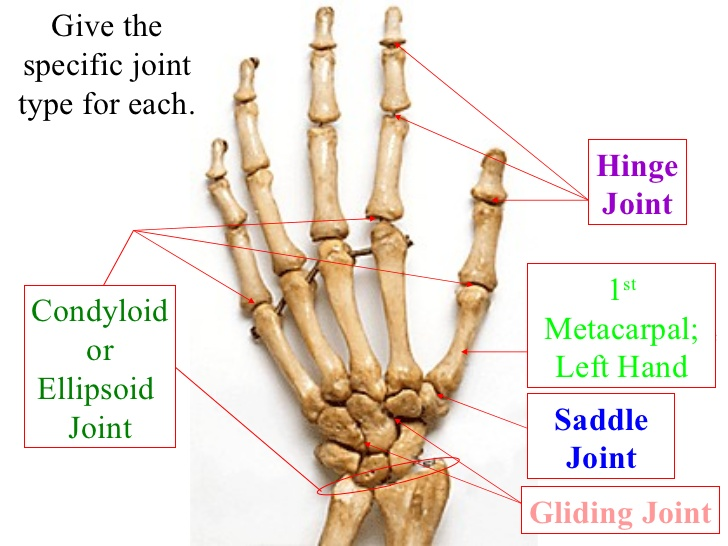 Give the
specific joint
type for each.
Hinge
Joint
1st
Metacarpal;
Left Hand
Condyloid
or
Ellipsoid
Joint
Saddle
Joint
Gliding Joint